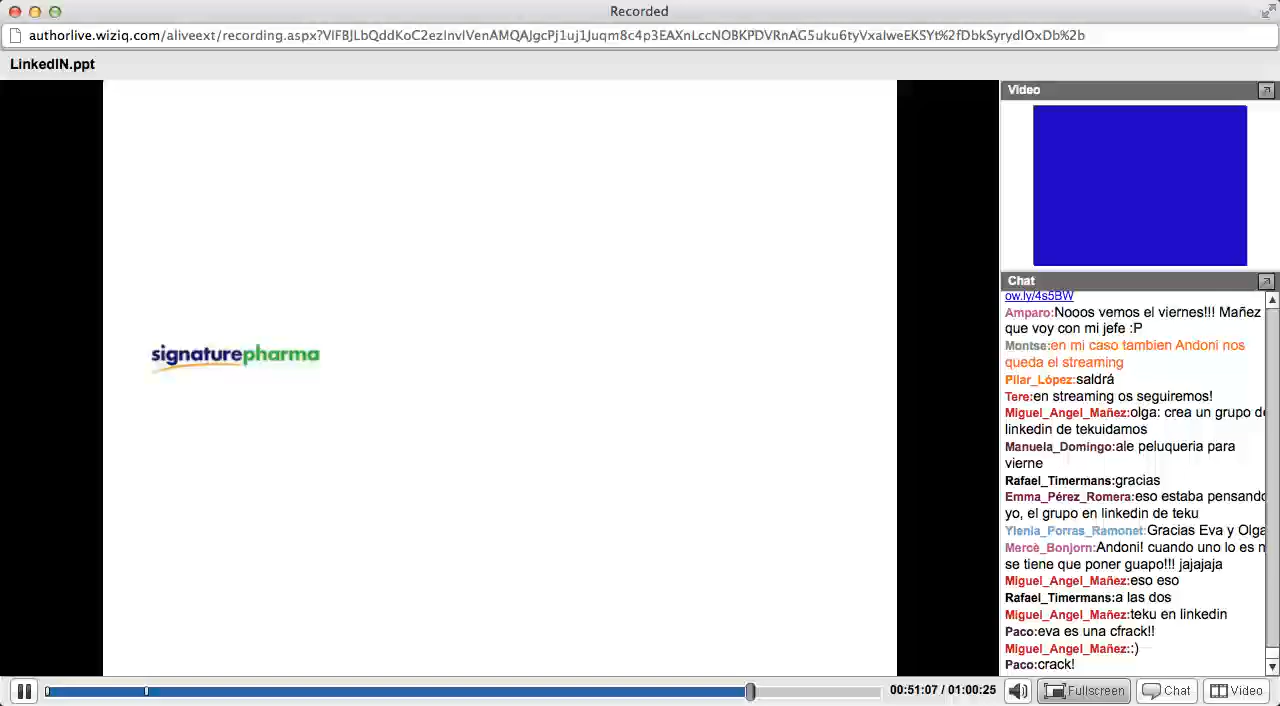 Recorded
authorlive.wiziq.com/aliveext/recording.aspx?VlFBJLbQddKoC2ezInvlVenAMQAJgcPj1uj1Juqm8c4p3EAXnLccNOBKPDVRnAG5uku6tyVxalweEKSYt%2fDbkSyrydlOxDb%2b
LinkedIN.ppt
signaturepharma
Video
Chat
ow.ly/4s5BW
Amparo:Nooos vemos el viernes!!! Mañez
que voy con mi jefe :P
Montse:en mi caso tambien Andoni nos
queda el streaming
Pilar_López:saldrá
Tere:en streaming os seguiremos!
Miguel_Angel_Mañez:olga: crea un grupo de
linkedin de tekuidamos
Manuela_Domingo:ale peluqueria para
vierne
Rafael_Timermans:gracias
Emma_Pérez_Romera:eso estaba pensando
yo, el grupo en linkedin de teku
Ylenia_Porras_Ramonet:Gracias Eva y Olga
Mercè_Bonjorn:Andoni! cuando uno lo es n
se tiene que poner guapo!!! jajajaja
Miguel_Angel_Mañez:eso eso
Rafael_Timermans:a las dos
Miguel_Angel_Mañez:teku en linkedin
Paco:eva es una cfrack!!
Miguel_Angel_Mañez::)
Paco:crack!
00:51:07 / 01:00:25
Fullscreen
Chat
Video